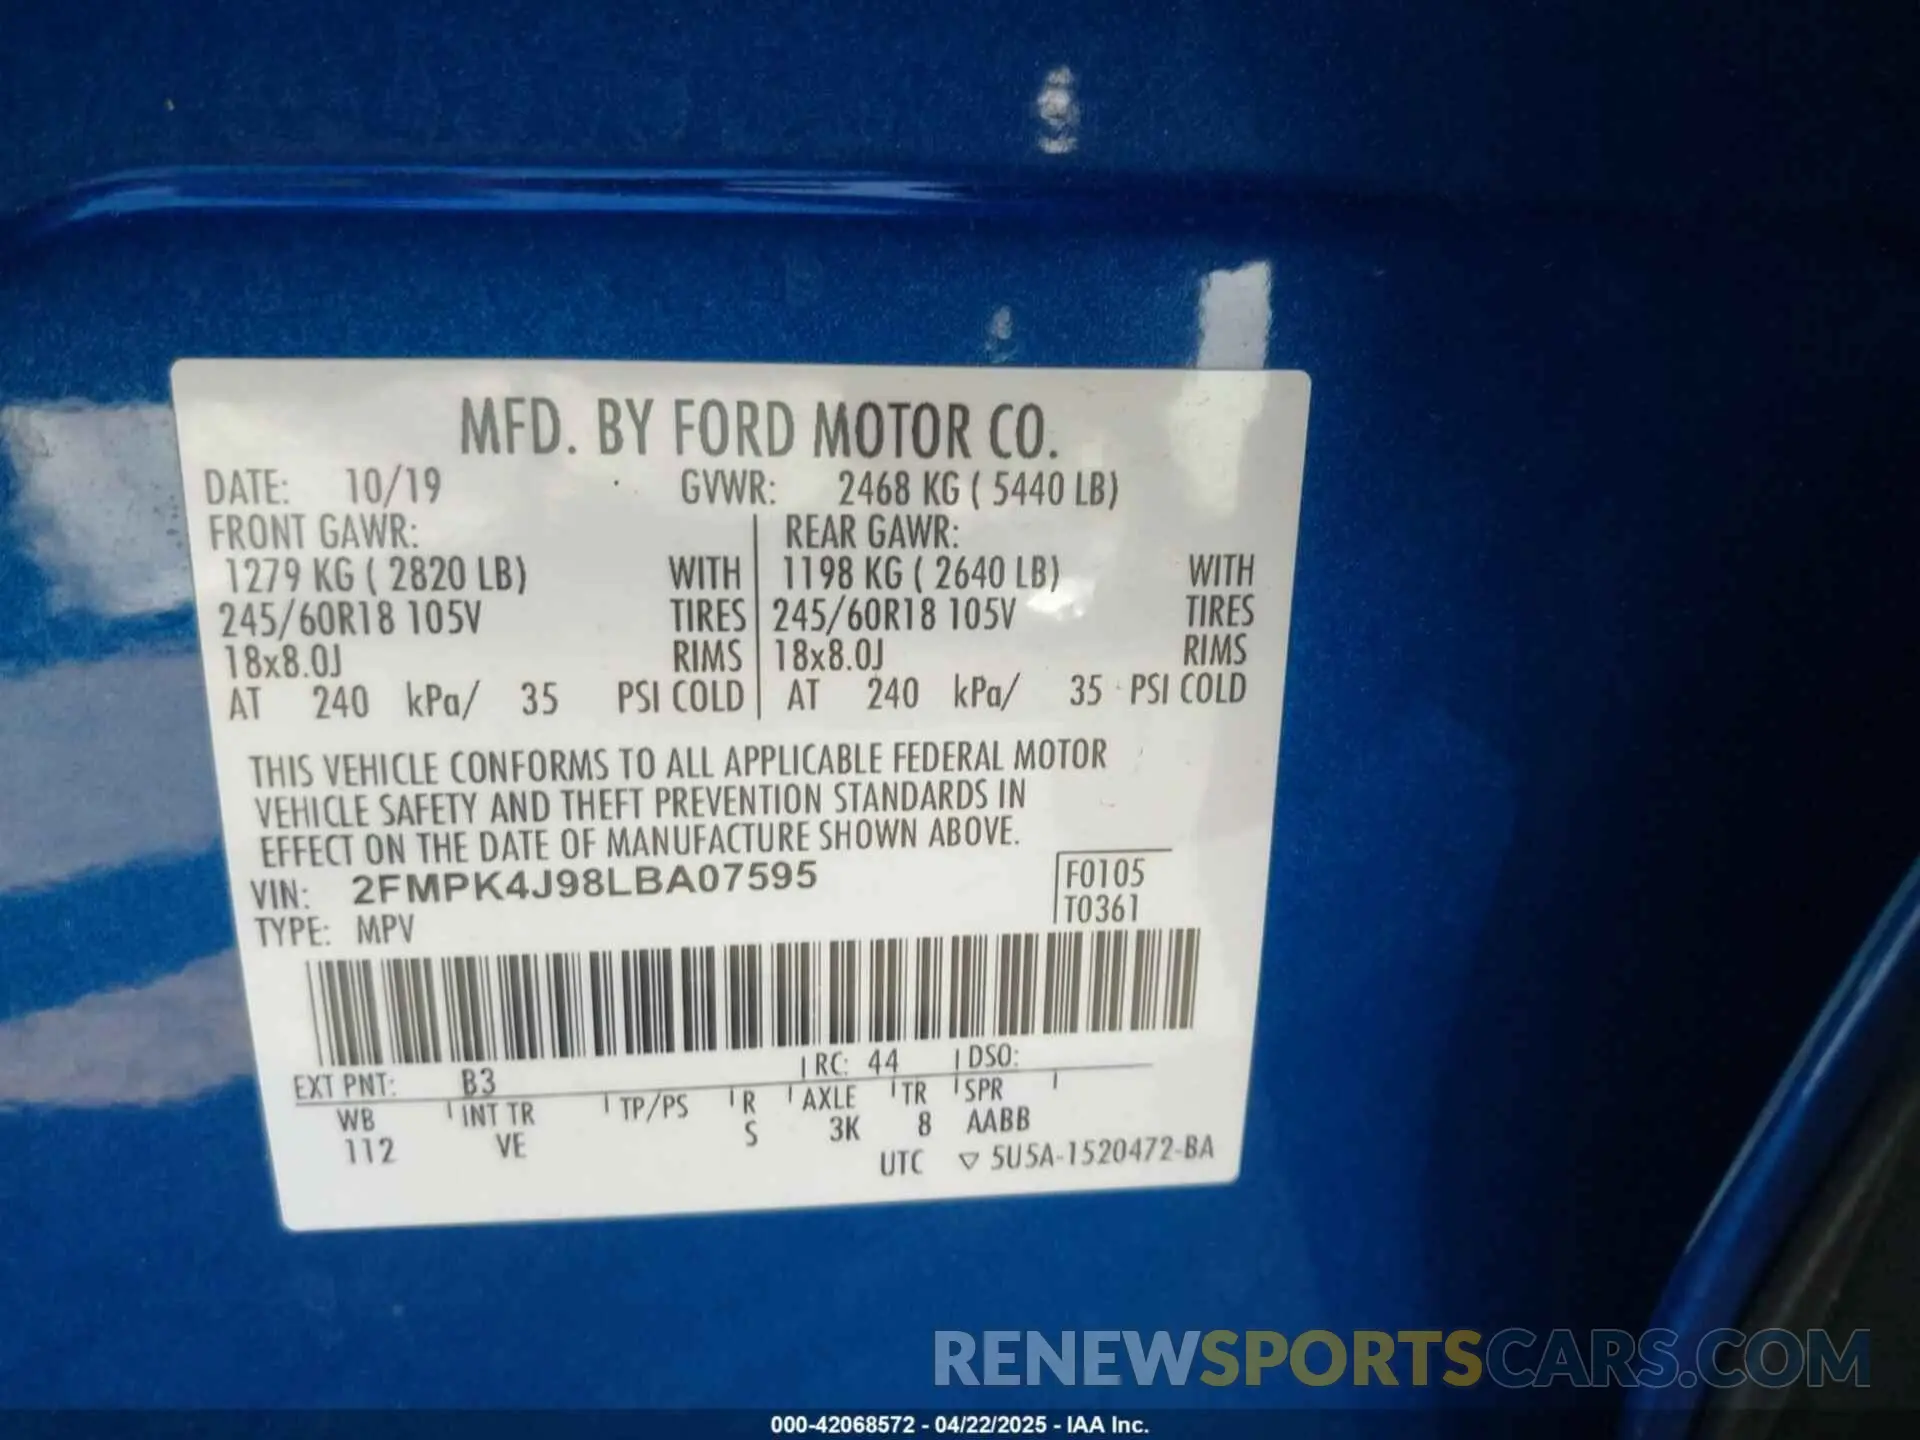 MFD. BY FORD MOTOR CO.
DATE: 10/19 GVWR: 2468 KG ( 5440 LB)
FRONT GAWR: REAR GAWR:
1279 KG ( 2820 LB) WITH 1198 KG ( 2640 LB) WITH
245/60R18 105V TIRES 245/60R18 105V TIRES
18x8.0J RIMS 18x8.0J RIMS
AT 240 kPa/ 35 PSI COLD AT 240 kPa/ 35 PSI COLD
THIS VEHICLE CONFORMS TO ALL APPLICABLE FEDERAL MOTOR
VEHICLE SAFETY AND THEFT PREVENTION STANDARDS IN
EFFECT ON THE DATE OF MANUFACTURE SHOWN ABOVE.
VIN: 2FMPK4J98LBA07595 F0105
TYPE: MPV T0361
EXT PNT: B3 RC: 44 DSO:
WB INT TR TP/PS R AXLE TR SPR
112 VE S 3K 8 AABB
UTC ▽ 5U5A-1520472-BA
RENEWSPORTSCARS.COM
000-42068572 - 04/22/2025 - IAA Inc.